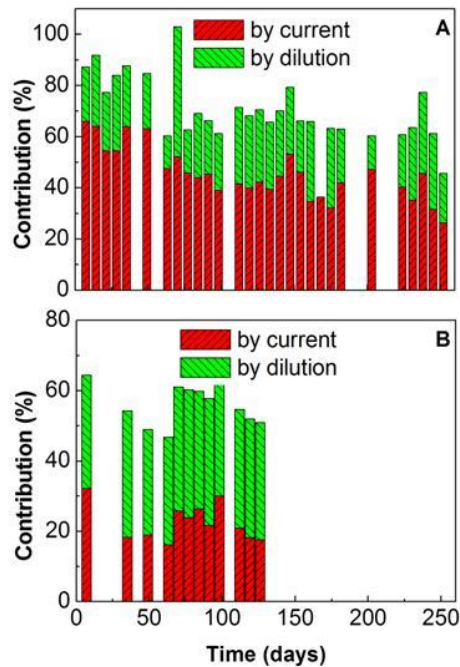 A
by current
by dilution
100
80
60
40
20
0
Contribution (%)
B
by current
by dilution
80
60
40
20
0
Contribution (%)
0 50 100 150 200 250
Time (days)